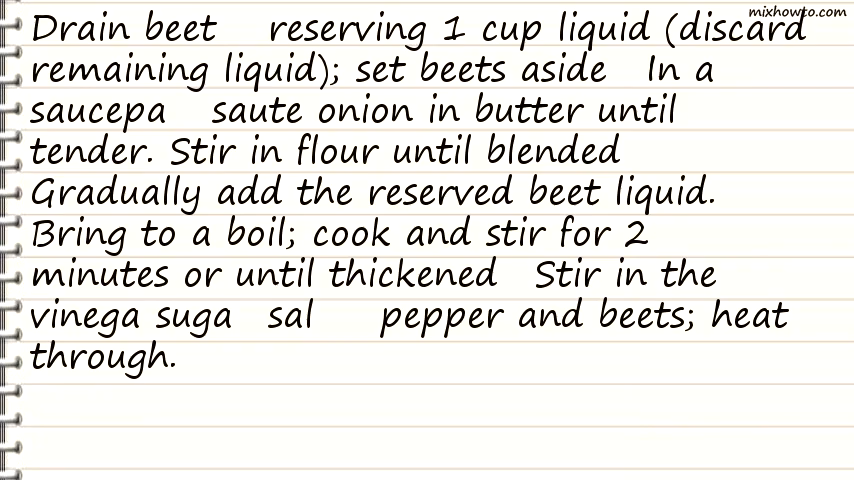 mixhowto.com
Drain beet reserving 1 cup liquid (discard
remaining liquid); set beets aside In a
saucepa saute onion in butter until
tender. Stir in flour until blended
Gradually add the reserved beet liquid.
Bring to a boil; cook and stir for 2
minutes or until thickened Stir in the
vinega suga sal pepper and beets; heat
through.